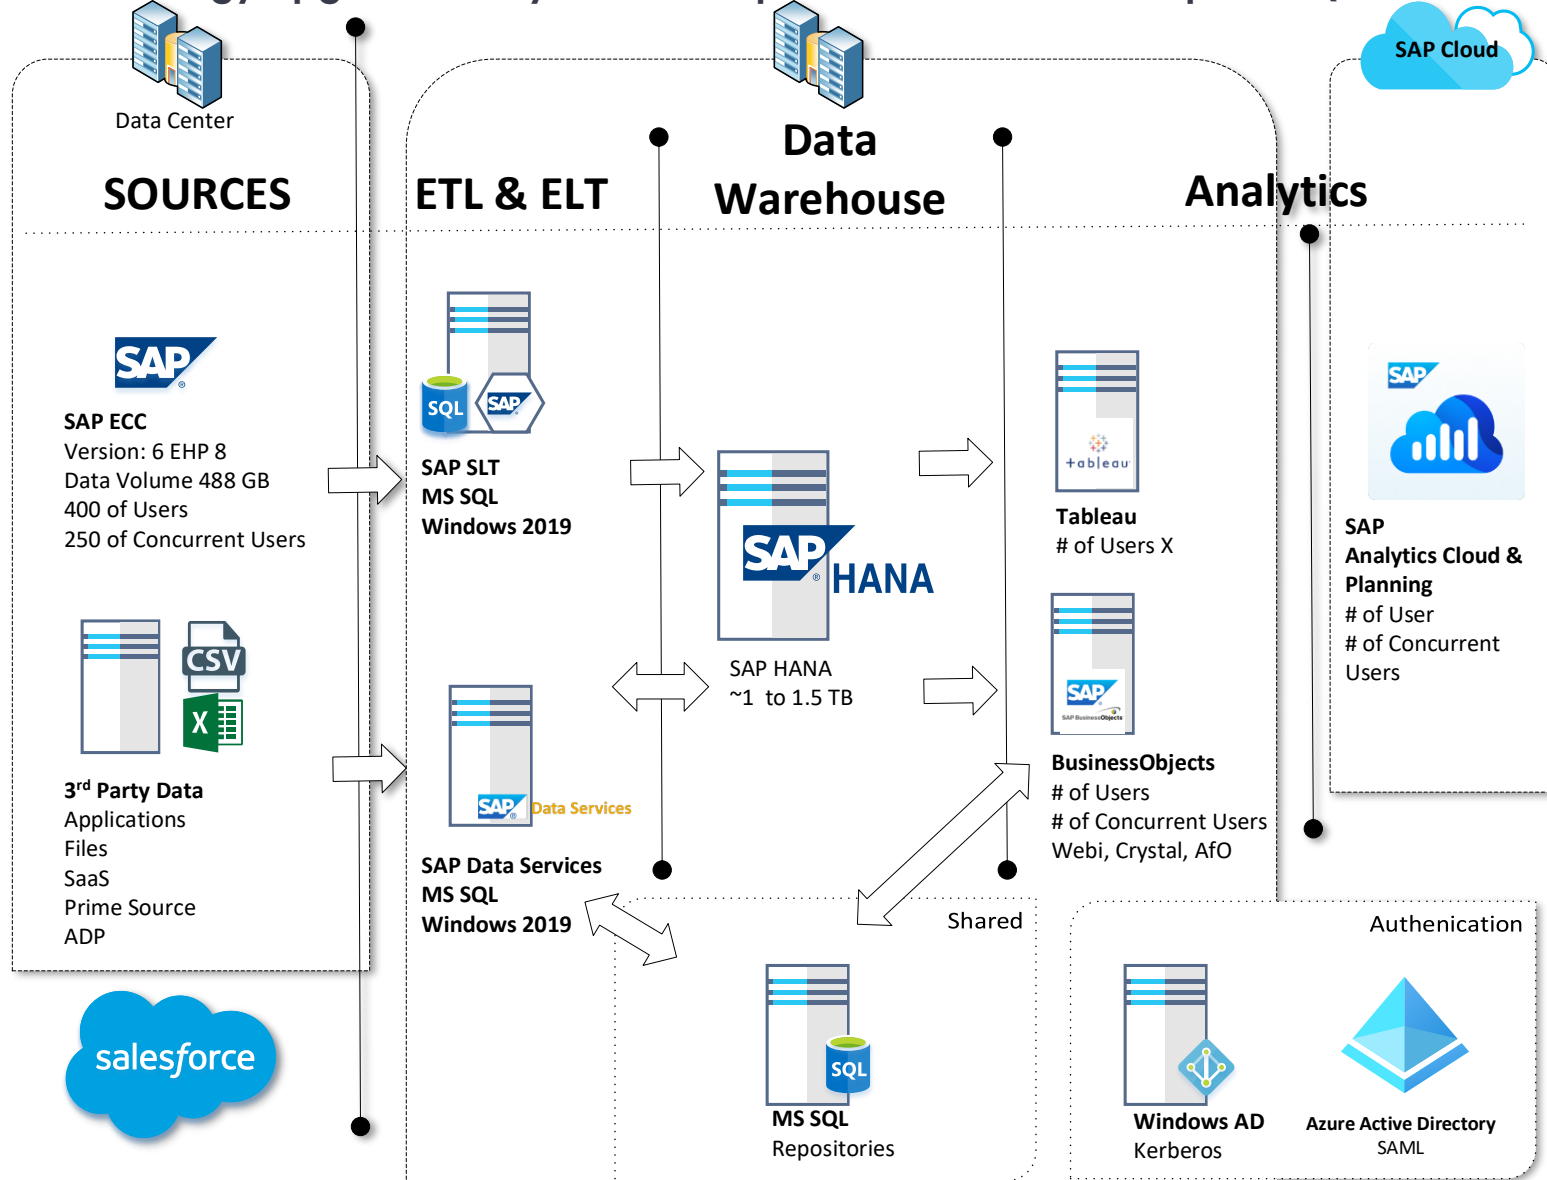 Data Center
SAP Cloud
SOURCES
ETL & ELT
Data
Warehouse
Analytics
SAP
®
SAP ECC
Version: 6 EHP 8
Data Volume 488 GB
400 of Users
250 of Concurrent Users
CSV
X
3rd Party Data
Applications
Files
SaaS
Prime Source
ADP
salesforce
SQL
SAP
SAP SLT
MS SQL
Windows 2019
SAP
®
Data Services
SAP Data Services
MS SQL
Windows 2019
SAP
®
HANA
SAP HANA
~1 to 1.5 TB
+ableau
Tableau
# of Users X
SAP
SAP BusinessObjects
BusinessObjects
# of Users
# of Concurrent Users
Webi, Crystal, AfO
SAP
SAP
Analytics Cloud &
Planning
# of User
# of Concurrent
Users
Shared
SQL
MS SQL
Repositories
Authenication
Windows AD
Kerberos
Azure Active Directory
SAML